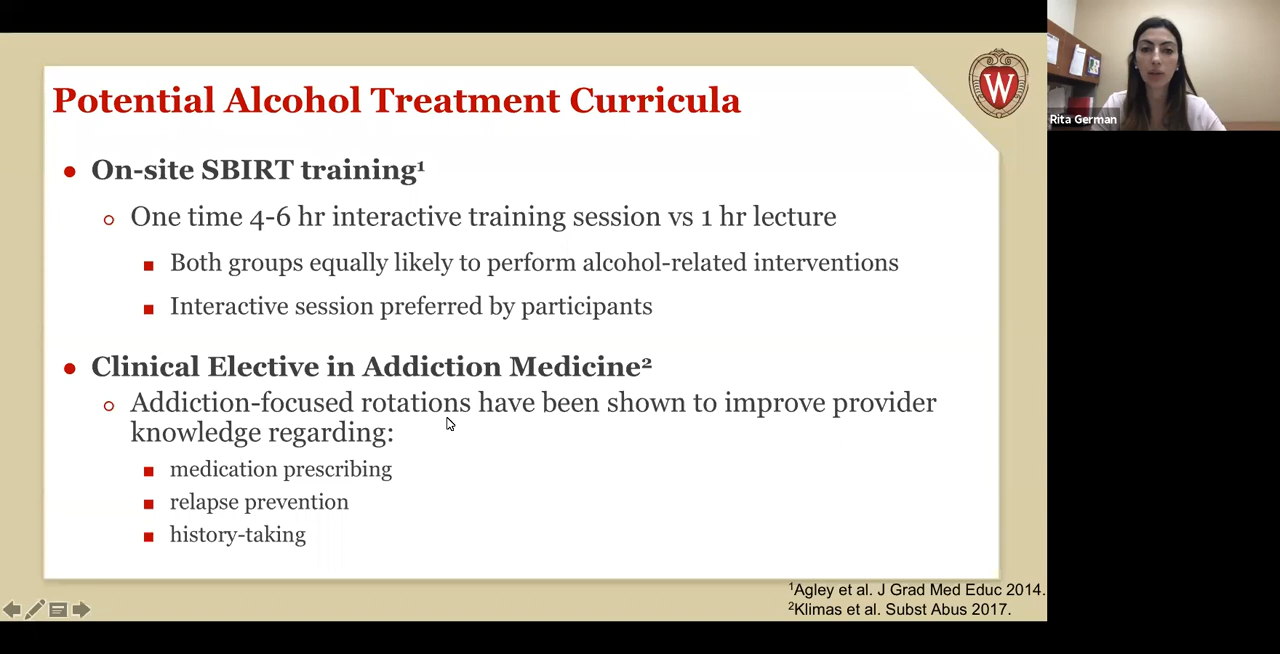 Potential Alcohol Treatment Curricula
W
Rita German
● On-site SBIRT training¹
○ One time 4-6 hr interactive training session vs 1 hr lecture
■ Both groups equally likely to perform alcohol-related interventions
■ Interactive session preferred by participants
● Clinical Elective in Addiction Medicine²
○ Addiction-focused rotations have been shown to improve provider
knowledge regarding:
■ medication prescribing
■ relapse prevention
■ history-taking
¹Agley et al. J Grad Med Educ 2014.
²Klimas et al. Subst Abus 2017.